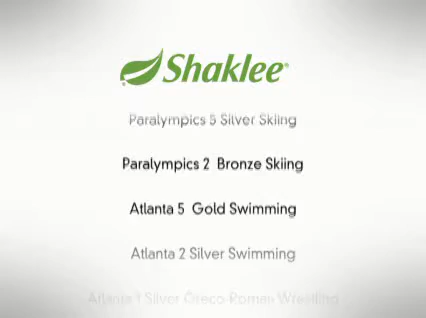 Shaklee
Paralympics 5 Silver Skiing
Paralympics 2 Bronze Skiing
Atlanta 5 Gold Swimming
Atlanta 2 Silver Swimming
Atlanta 1 Silver Greco-Roman Wrestling